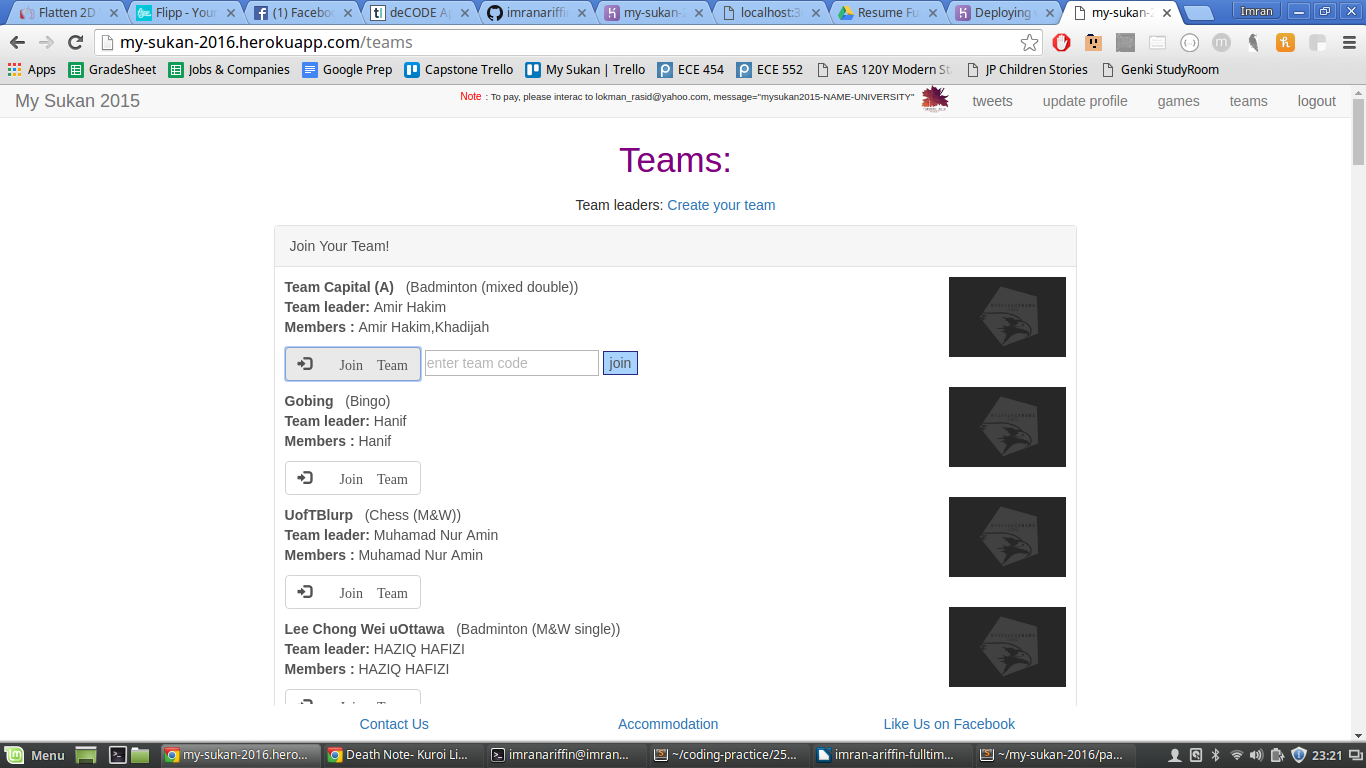 Flatten 2D
Flipp - Your
(1) Faceboo
deCODE Ap
imranariffin
my-sukan-2
localhost:30
Resume Fu
Deploying
my-sukan-2
Imran
my-sukan-2016.herokuapp.com/teams
Apps GradeSheet Jobs & Companies Google Prep Capstone Trello My Sukan | Trello ECE 454 ECE 552 EAS 120Y Modern St JP Children Stories Genki StudyRoom
My Sukan 2015
Note : To pay, please interac to lokman_rasid@yahoo.com, message="mysukan2015-NAME-UNIVERSITY"
tweets update profile games teams logout
Teams:
Team leaders: Create your team
Join Your Team!
Team Capital (A) (Badminton (mixed double))
Team leader: Amir Hakim
Members : Amir Hakim,Khadijah
Join Team enter team code join
Gobing (Bingo)
Team leader: Hanif
Members : Hanif
Join Team
UofTBlurp (Chess (M&W))
Team leader: Muhamad Nur Amin
Members : Muhamad Nur Amin
Join Team
Lee Chong Wei uOttawa (Badminton (M&W single))
Team leader: HAZIQ HAFIZI
Members : HAZIQ HAFIZI
Join Team
Contact Us Accommodation Like Us on Facebook
Menu
my-sukan-2016.hero...
Death Note- Kuroi Li...
imranariffin@imran...
~/coding-practice/25...
imran-ariffin-fulltim...
~/my-sukan-2016/pa...
23:21